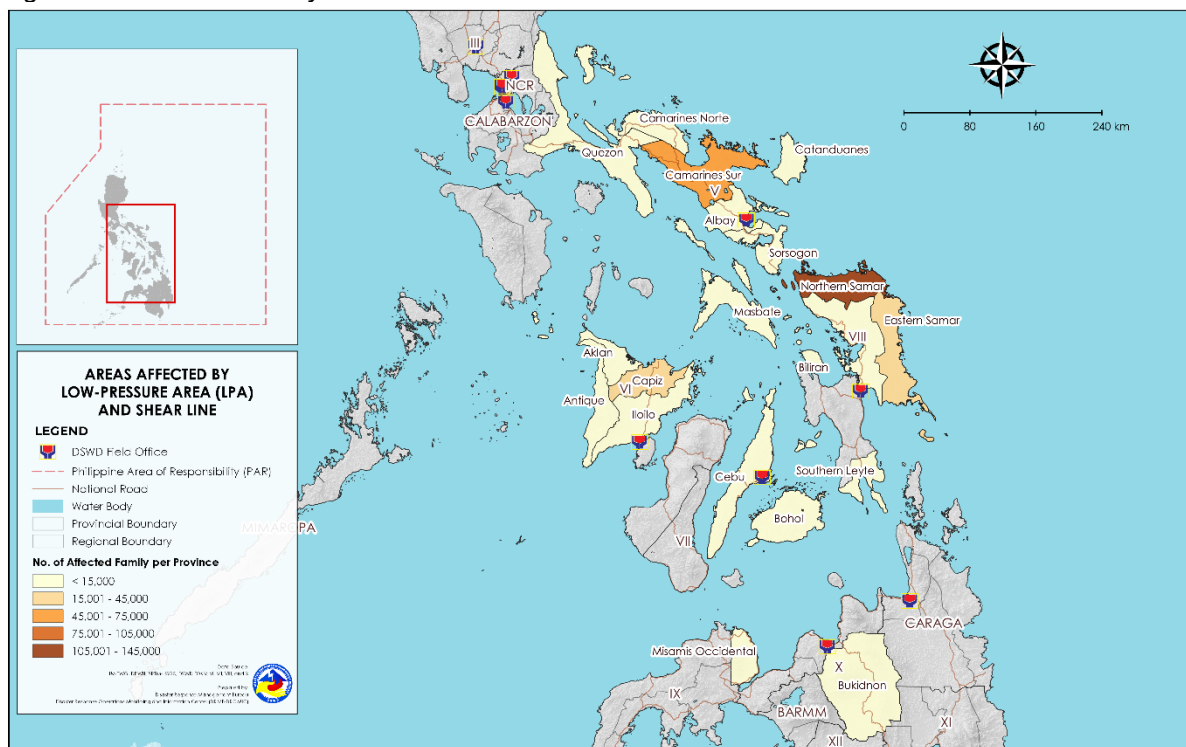 III
NCR
CALABARZON
Camarines Norte
Quezon
Catanduanes
Camarines Sur
V
Albay
Sorsogon
Northern Samar
Masbate
Eastern Samar
VIII
Aklan
Biliran
Capiz
VI
Antique
Iloilo
Cebu
Southern Leyte
Bohol
MIMAROPA
VII
CARAGA
Misamis Occidental
X
Bukidnon
IX
BARMM
XI
XII
0 80 160 240 km
AREAS AFFECTED BY
LOW-PRESSURE AREA (LPA)
AND SHEAR LINE
LEGEND
DSWD Field Office
Philippine Area of Responsibility (PAR)
National Road
Water Body
Provincial Boundary
Regional Boundary
No. of Affected Family per Province
< 15,000
15,001 - 45,000
45,001 - 75,000
75,001 - 105,000
105,001 - 145,000